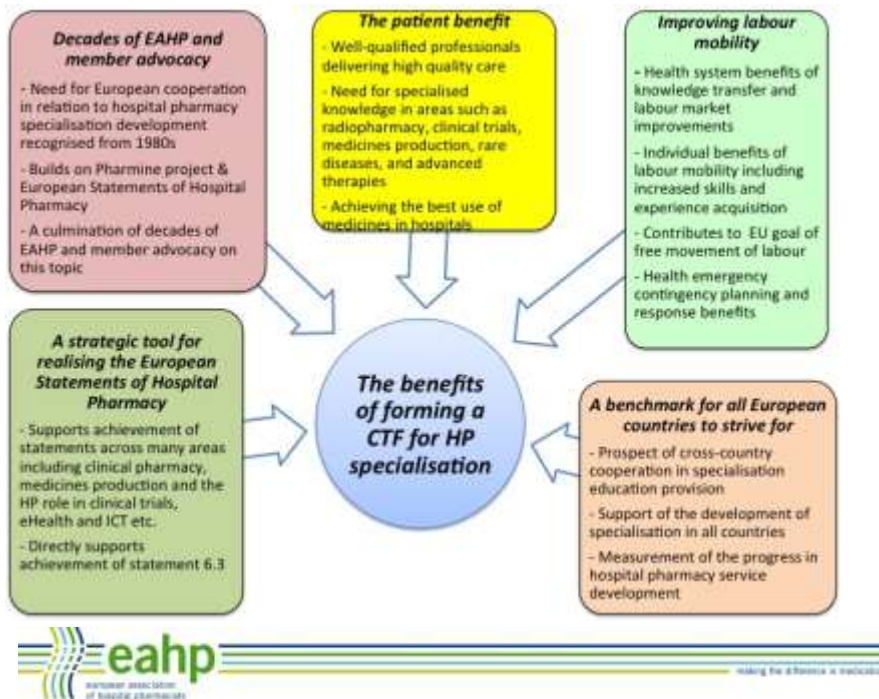 Decades of EAHP and
member advocacy
- Need for European cooperation
in relation to hospital pharmacy
specialisation development
recognised from 1980s
- Builds on Pharmine project &
European Statements of Hospital
Pharmacy
- A culmination of decades of
EAHP and member advocacy on
this topic
The patient benefit
- Well-qualified professionals
delivering high quality care
- Need for specialised
knowledge in areas such as
radiopharmacy, clinical trials,
medicines production, rare
diseases, and advanced
therapies
- Achieving the best use of
medicines in hospitals
Improving labour
mobility
- Health system benefits of
knowledge transfer and
labour market
improvements
- Individual benefits of
labour mobility including
increased skills and
experience acquisition
- Contributes to EU goal of
free movement of labour
- Health emergency
contingency planning and
response benefits
A strategic tool for
realising the European
Statements of Hospital
Pharmacy
- Supports achievement of
statements across many areas
including clinical pharmacy,
medicines production and the
HP role in clinical trials,
eHealth and ICT etc.
- Directly supports
achievement of statement 6.3
The benefits
of forming a
CTF for HP
specialisation
A benchmark for all European
countries to strive for
- Prospect of cross-country
cooperation in specialisation
education provision
- Support of the development of
specialisation in all countries
- Measurement of the progress in
hospital pharmacy service
development
eahp
european association
of hospital pharmacists
making the difference in medication